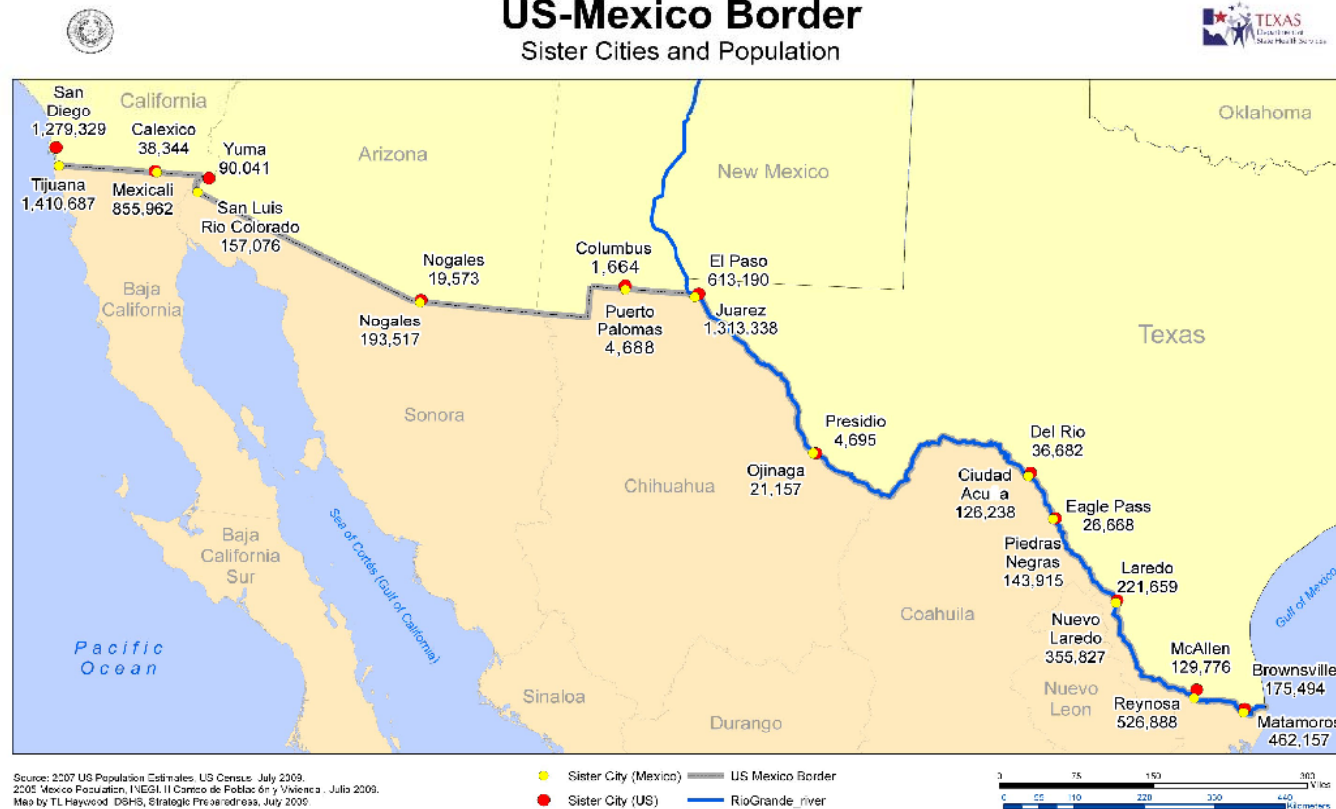 US-Mexico Border
Sister Cities and Population
TEXAS
Department of
State Health Services
San
Diego
1,279,329
California
Calexico
38,344
Yuma
90,041
Arizona
New Mexico
Oklahoma
Tijuana
1,410,687
Mexicali
855,962
San Luis
Rio Colorado
157,076
Nogales
19,573
Nogales
193,517
Columbus
1,664
Puerto
Palomas
4,688
El Paso
613,190
Juarez
1,313,338
Texas
Baja
California
Sonora
Chihuahua
Presidio
4,695
Ojinaga
21,157
Del Rio
36,682
Ciudad
Acu a
126,238
Eagle Pass
26,668
Piedras
Negras
143,915
Baja
California
Sur
Sea of Cortés (Gulf of California)
Coahuila
Laredo
221,659
Nuevo
Laredo
355,827
Gulf of Mexico
Pacific
Ocean
Sinaloa
Durango
Nuevo
Leon
McAllen
129,776
Reynosa
526,888
Brownsville
175,494
Matamoros
462,157
Source: 2007 US Population Estimates, US Census, July 2009.
2005 Mexico Population, INEGI. II Conteo de Población y Vivienda, Julio 2009.
Map by TL Haywood, DSHS, Strategic Preparedness, July 2009
Sister City (Mexico)
US Mexico Border
Sister City (US)
RioGrande_river
0 75 150 300
Miles
0 55 110 220 330 440
Kilometers